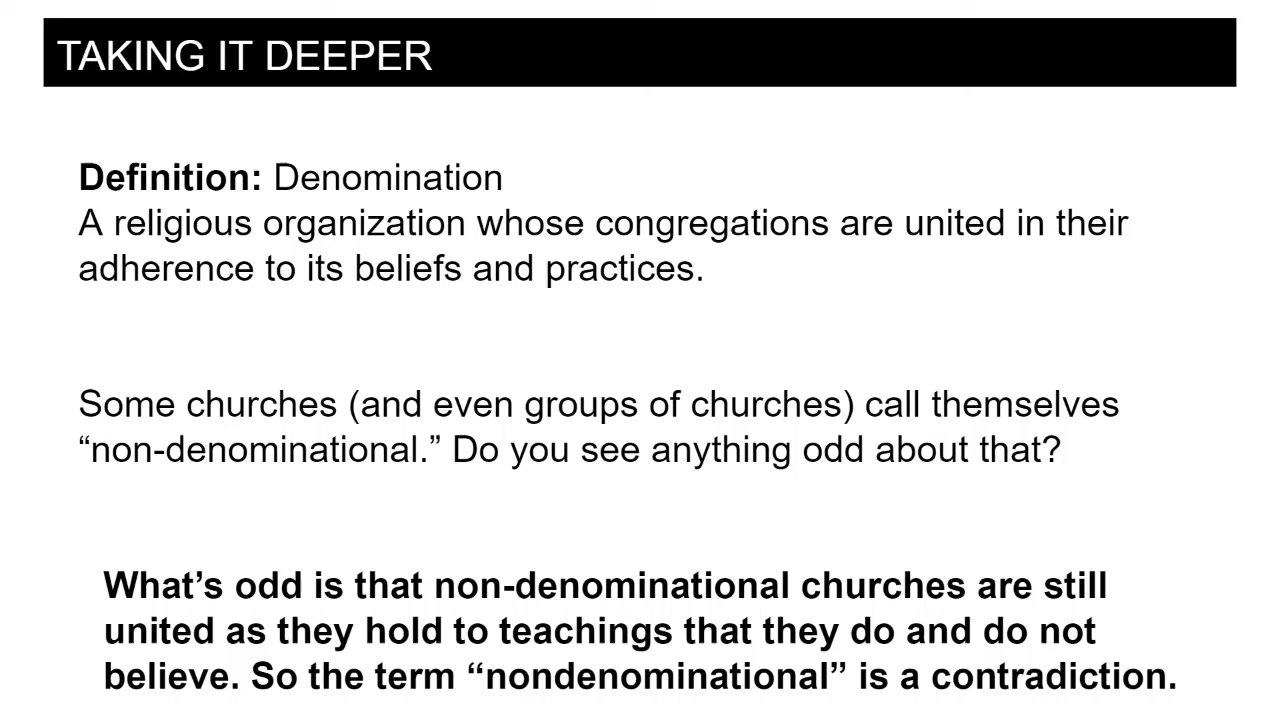 TAKING IT DEEPER
Definition: Denomination
A religious organization whose congregations are united in their
adherence to its beliefs and practices.
Some churches (and even groups of churches) call themselves
“non-denominational.” Do you see anything odd about that?
What’s odd is that non-denominational churches are still
united as they hold to teachings that they do and do not
believe. So the term “nondenominational” is a contradiction.